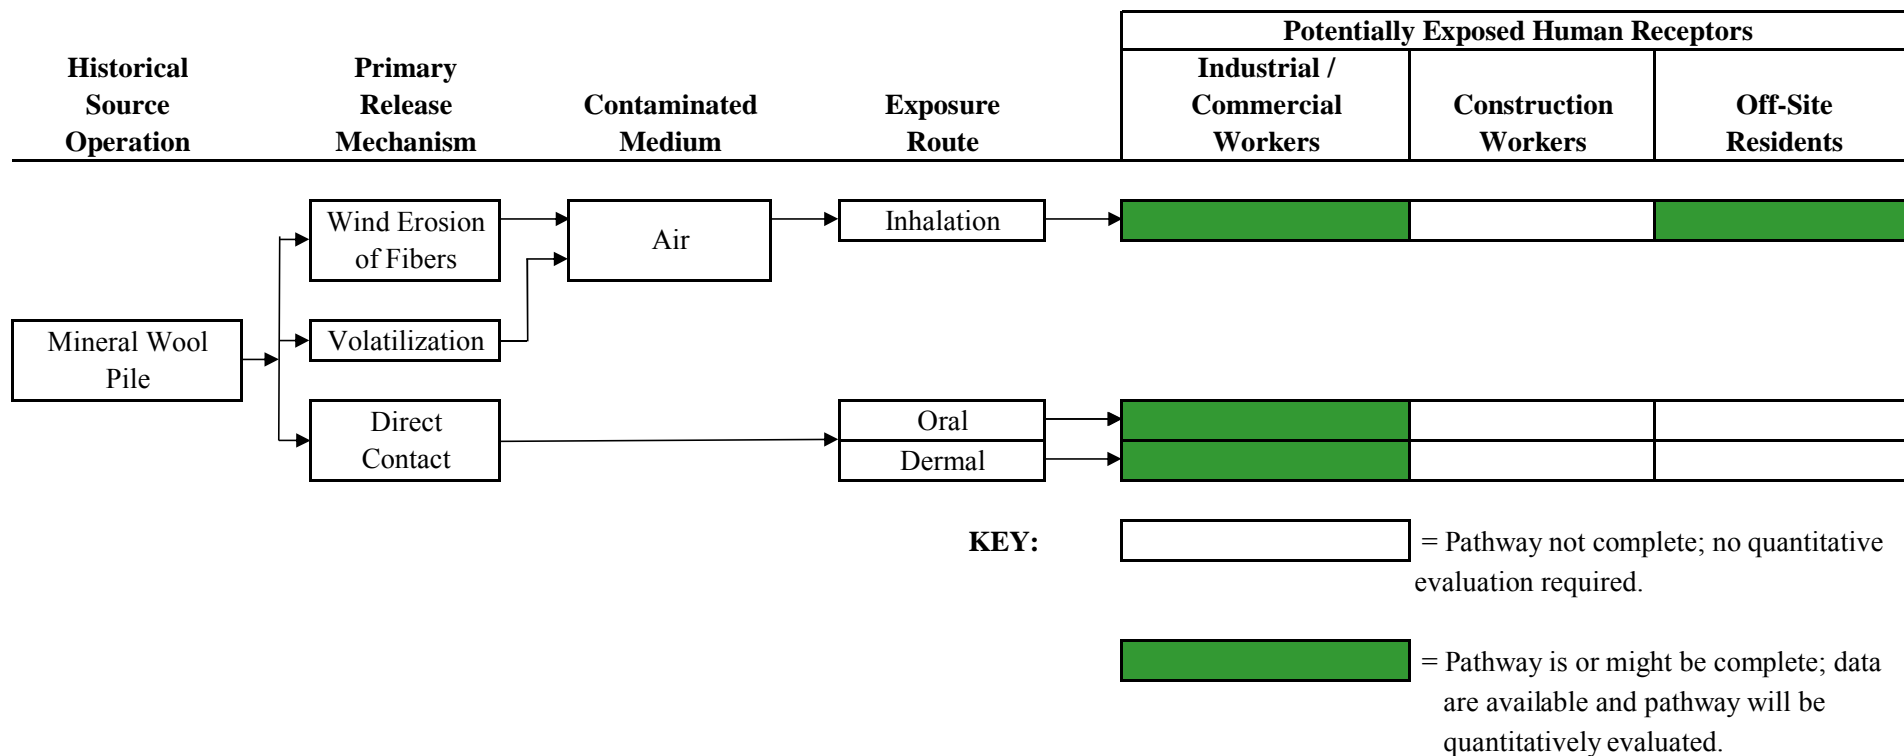 Potentially Exposed Human Receptors
Historical
Source
Operation
Primary
Release
Mechanism
Contaminated
Medium
Exposure
Route
Industrial /
Commercial
Workers
Construction
Workers
Off-Site
Residents
Wind Erosion
of Fibers
Air
Inhalation
Volatilization
Mineral Wool
Pile
Direct
Contact
Oral
Dermal
KEY:
= Pathway not complete; no quantitative
evaluation required.
= Pathway is or might be complete; data
are available and pathway will be
quantitatively evaluated.